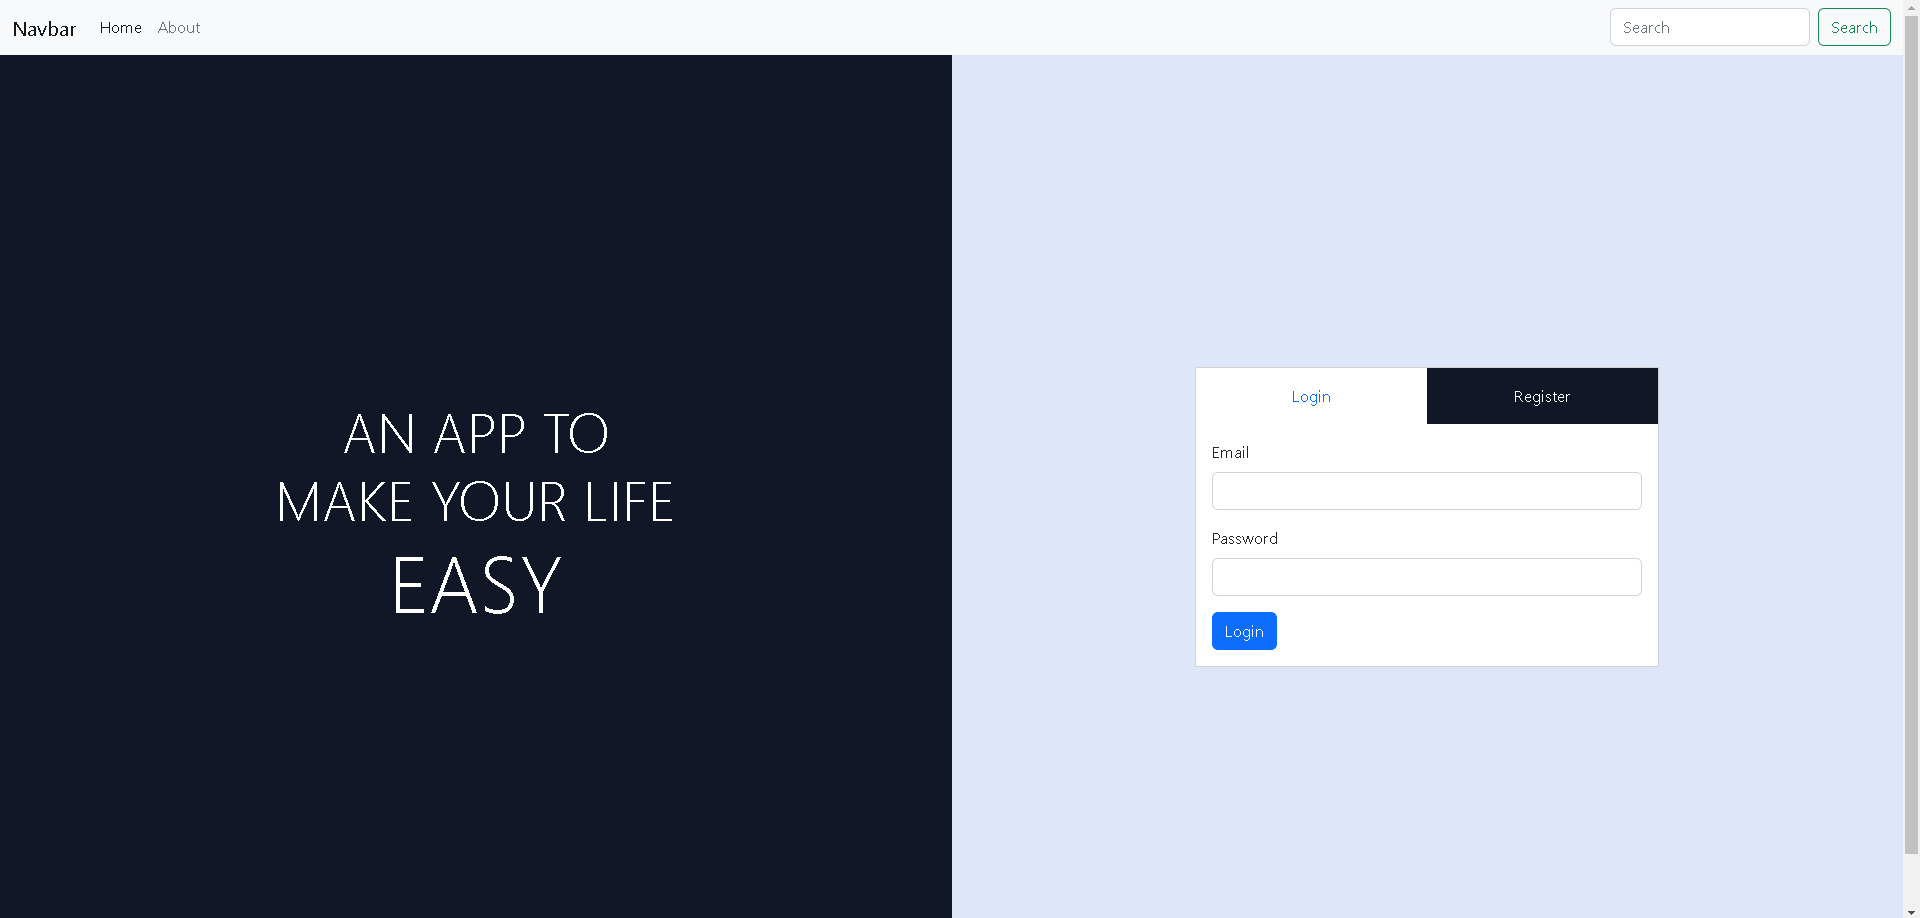 Navbar Home About Search Search
AN APP TO
MAKE YOUR LIFE
EASY
Login Register
Email
Password
Login